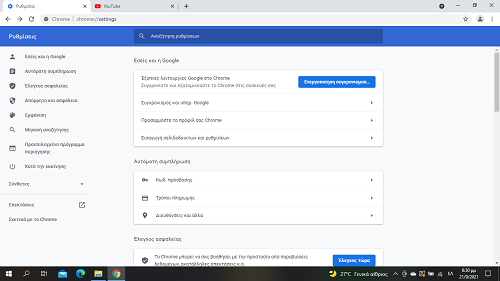 Ρυθμίσεις
YouTube
Chrome | chrome://settings
Ρυθμίσεις
Αναζήτηση ρυθμίσεων
Εσείς και η Google
Αυτόματη συμπλήρωση
Έλεγχος ασφαλείας
Απόρρητο και ασφάλεια
Εμφάνιση
Μηχανή αναζήτησης
Προεπιλεγμένο πρόγραμμα
περιήγησης
Κατά την εκκίνηση
Σύνθετες
Επεκτάσεις
Σχετικά με το Chrome
Εσείς και η Google
Έξυπνες λειτουργίες Google στο Chrome
Συγχρονίστε και εξατομικεύστε το Chrome στις συσκευές σας
Ενεργοποίηση συγχρονισμού...
Συγχρονισμός και υπηρ. Google
Προσαρμόστε το προφίλ σας Chrome
Εισαγωγή σελιδοδεικτών και ρυθμίσεων
Αυτόματη συμπλήρωση
Κωδ. πρόσβασης
Τρόποι πληρωμής
Διευθύνσεις και άλλα
Έλεγχος ασφαλείας
Το Chrome μπορεί να σας βοηθήσει με την προστασία από παραβιάσεις
δεδομένων, ακατάλληλες επεκτάσεις κ.α.
Έλεγχος τώρα
21°C Γενικά αίθριος
ΕΛ
8:30 πμ
21/9/2021